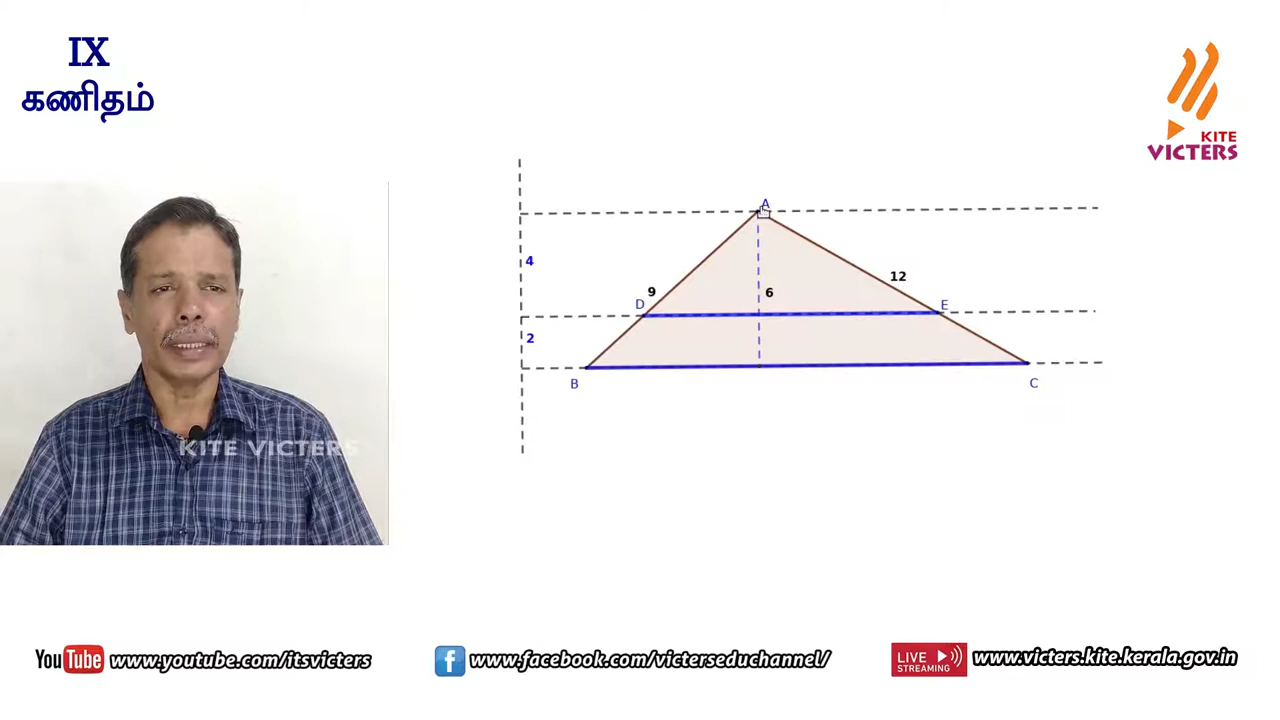 IX
கணிதம்
KITE
VICTERS
A
4
12
9
6
D
E
2
B
C
KITE VICTERS
YouTube www.youtube.com/itsvicters
f www.facebook.com/victerseduchannel/
LIVE STREAMING www.victers.kite.kerala.gov.in